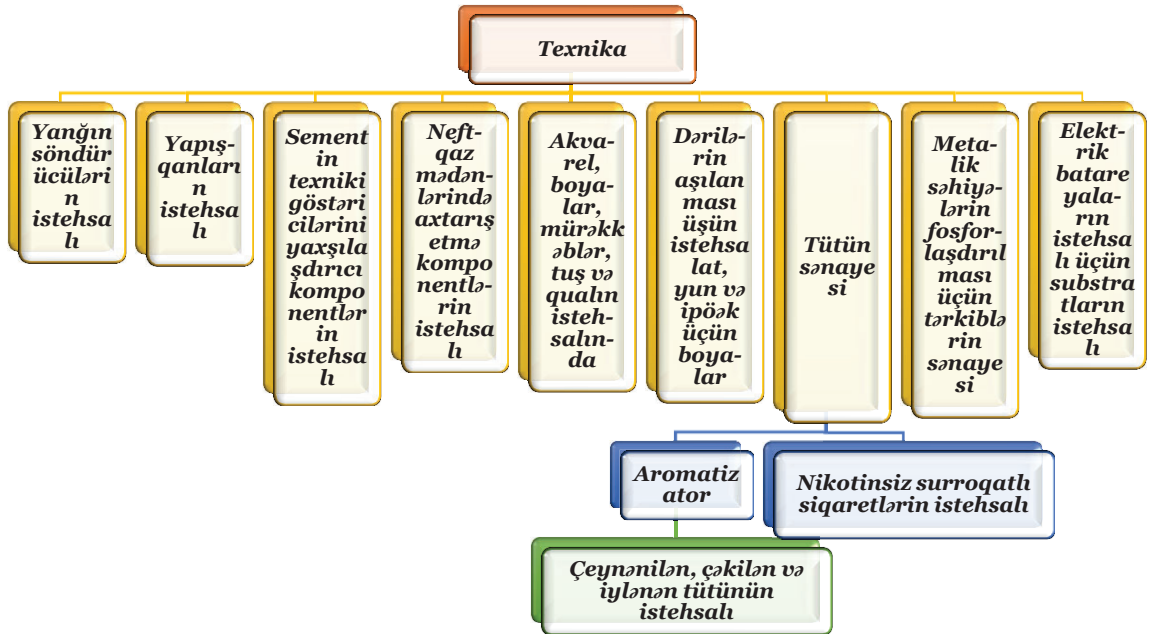 Texnika
Yanğın
söndür
ücüləri
n
istehsa
lı
Yapış-
qanları
n
istehsa
lı
Sement
in
texniki
göstəri
cilərini
yaxşıla
şdırıcı
kompo
nentlər
in
istehsa
lı
Neft-
qaz
mədən-
lərində
axtarış
etmə
kompo
nentlə-
rin
istehsa
lı
Akva-
rel,
boya-
lar,
mürəkk
əblər,
tuş və
qualın
isteh-
salın-
da
Dərilə-
rin
aşılan
ması
üşün
istehsa
lat,
yun və
ipöək
üçün
boya-
lar
Tütün
sənaye
si
Meta-
lik
səhiyə-
lərin
fosfor-
laşdırıl
ması
üçün
tərkiblə
rin
sənaye
si
Elekt-
rik
batare
yala-
rın
istehsa
lı üçün
substra
tların
istehsa
lı
Aromatiz
ator
Nikotinsiz surroqatlı
siqaretlərin istehsalı
Çeynənilən, çəkilən və
iylənən tütünün
istehsalı